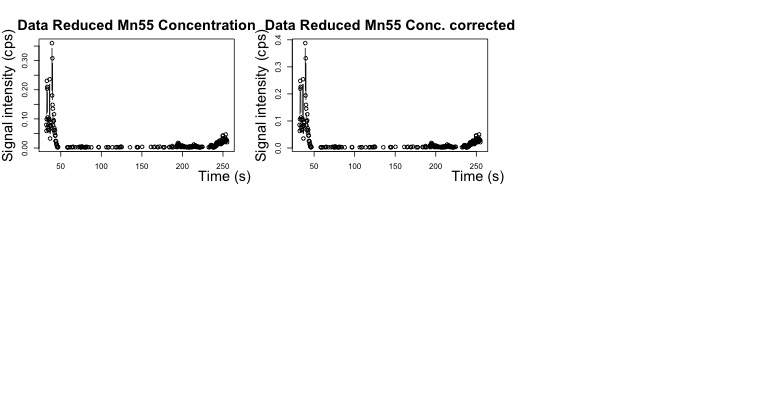 Data Reduced Mn55 Concentration
Signal intensity (cps)
0.00 0.10 0.20 0.30
50 100 150 200 250
Time (s)
Data Reduced Mn55 Conc. corrected
Signal intensity (cps)
0.0 0.1 0.2 0.3 0.4
50 100 150 200 250
Time (s)